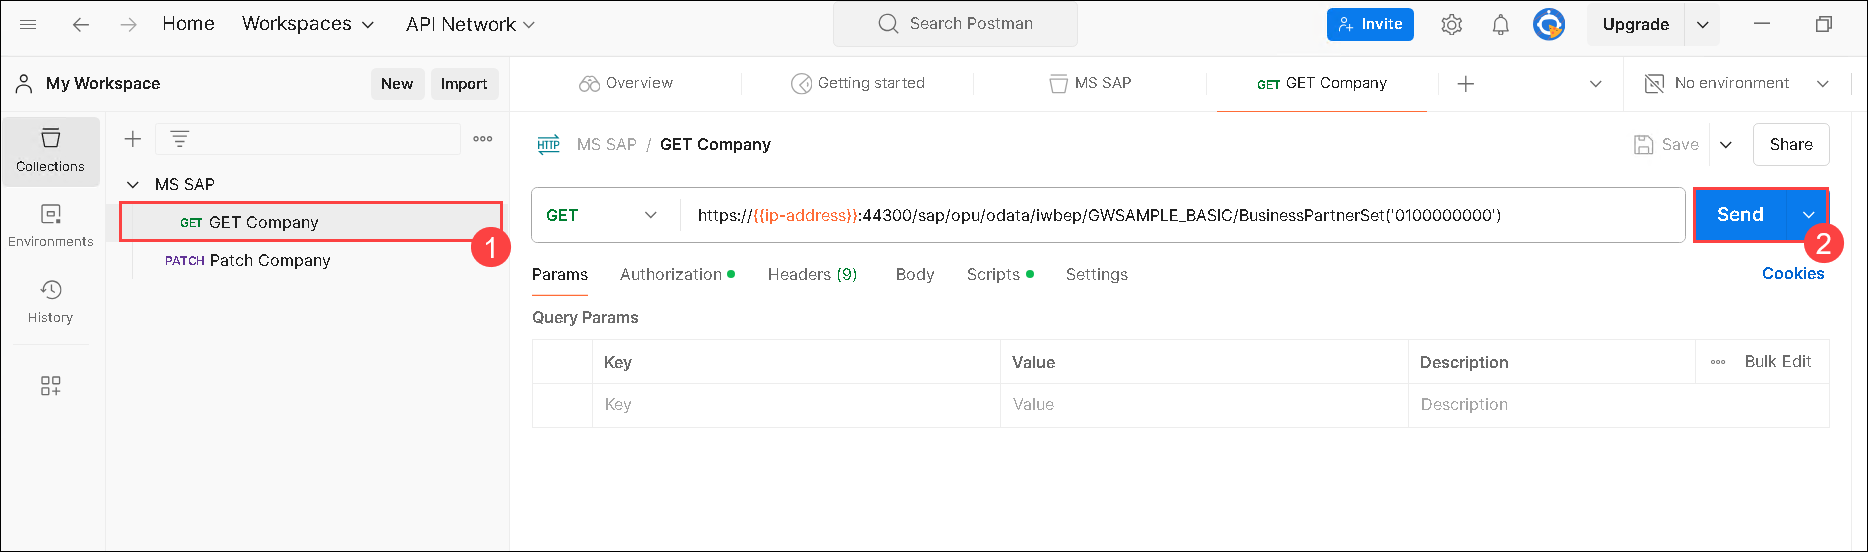 Home Workspaces API Network Search Postman Invite Upgrade
My Workspace New Import Overview Getting started MS SAP GET GET Company No environment
Collections
Environments
History
MS SAP
GET GET Company
1
PATCH Patch Company
HTTP MS SAP / GET Company Save Share
GET https://{{ip-address}}:44300/sap/opu/odata/iwbep/GWSAMPLE_BASIC/BusinessPartnerSet('0100000000') Send
2
Params Authorization Headers (9) Body Scripts Settings Cookies
Query Params
Key Value Description Bulk Edit
Key Value Description